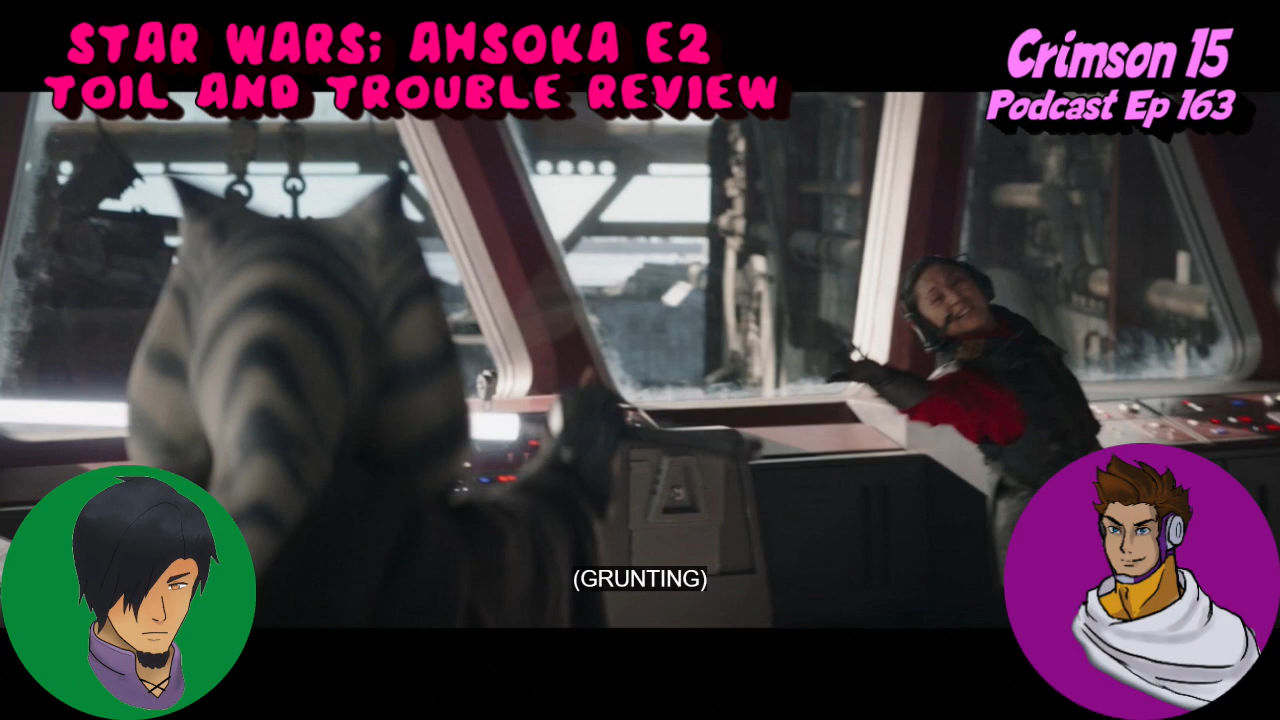 STAR WARS; AHSOKA E2
TOIL AND TROUBLE REVIEW
Crimson 15
Podcast Ep 163
(GRUNTING)